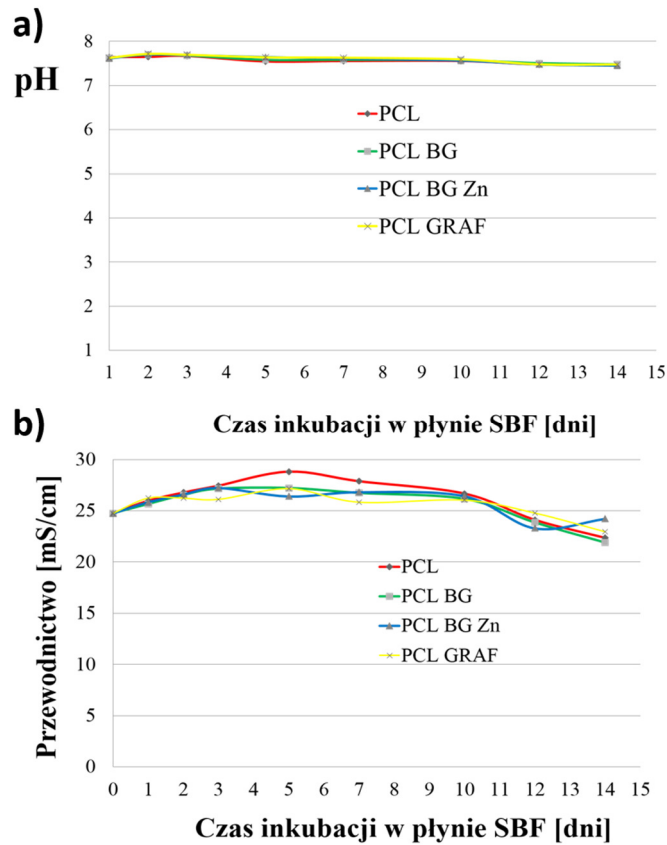 a)
pH
8
7
6
5
4
3
2
1
PCL
PCL BG
PCL BG Zn
PCL GRAF
1 2 3 4 5 6 7 8 9 10 11 12 13 14 15
Czas inkubacji w płynie SBF [dni]
b)
Przewodnictwo [mS/cm]
30
25
20
15
10
5
0
PCL
PCL BG
PCL BG Zn
PCL GRAF
0 1 2 3 4 5 6 7 8 9 10 11 12 13 14 15
Czas inkubacji w płynie SBF [dni]